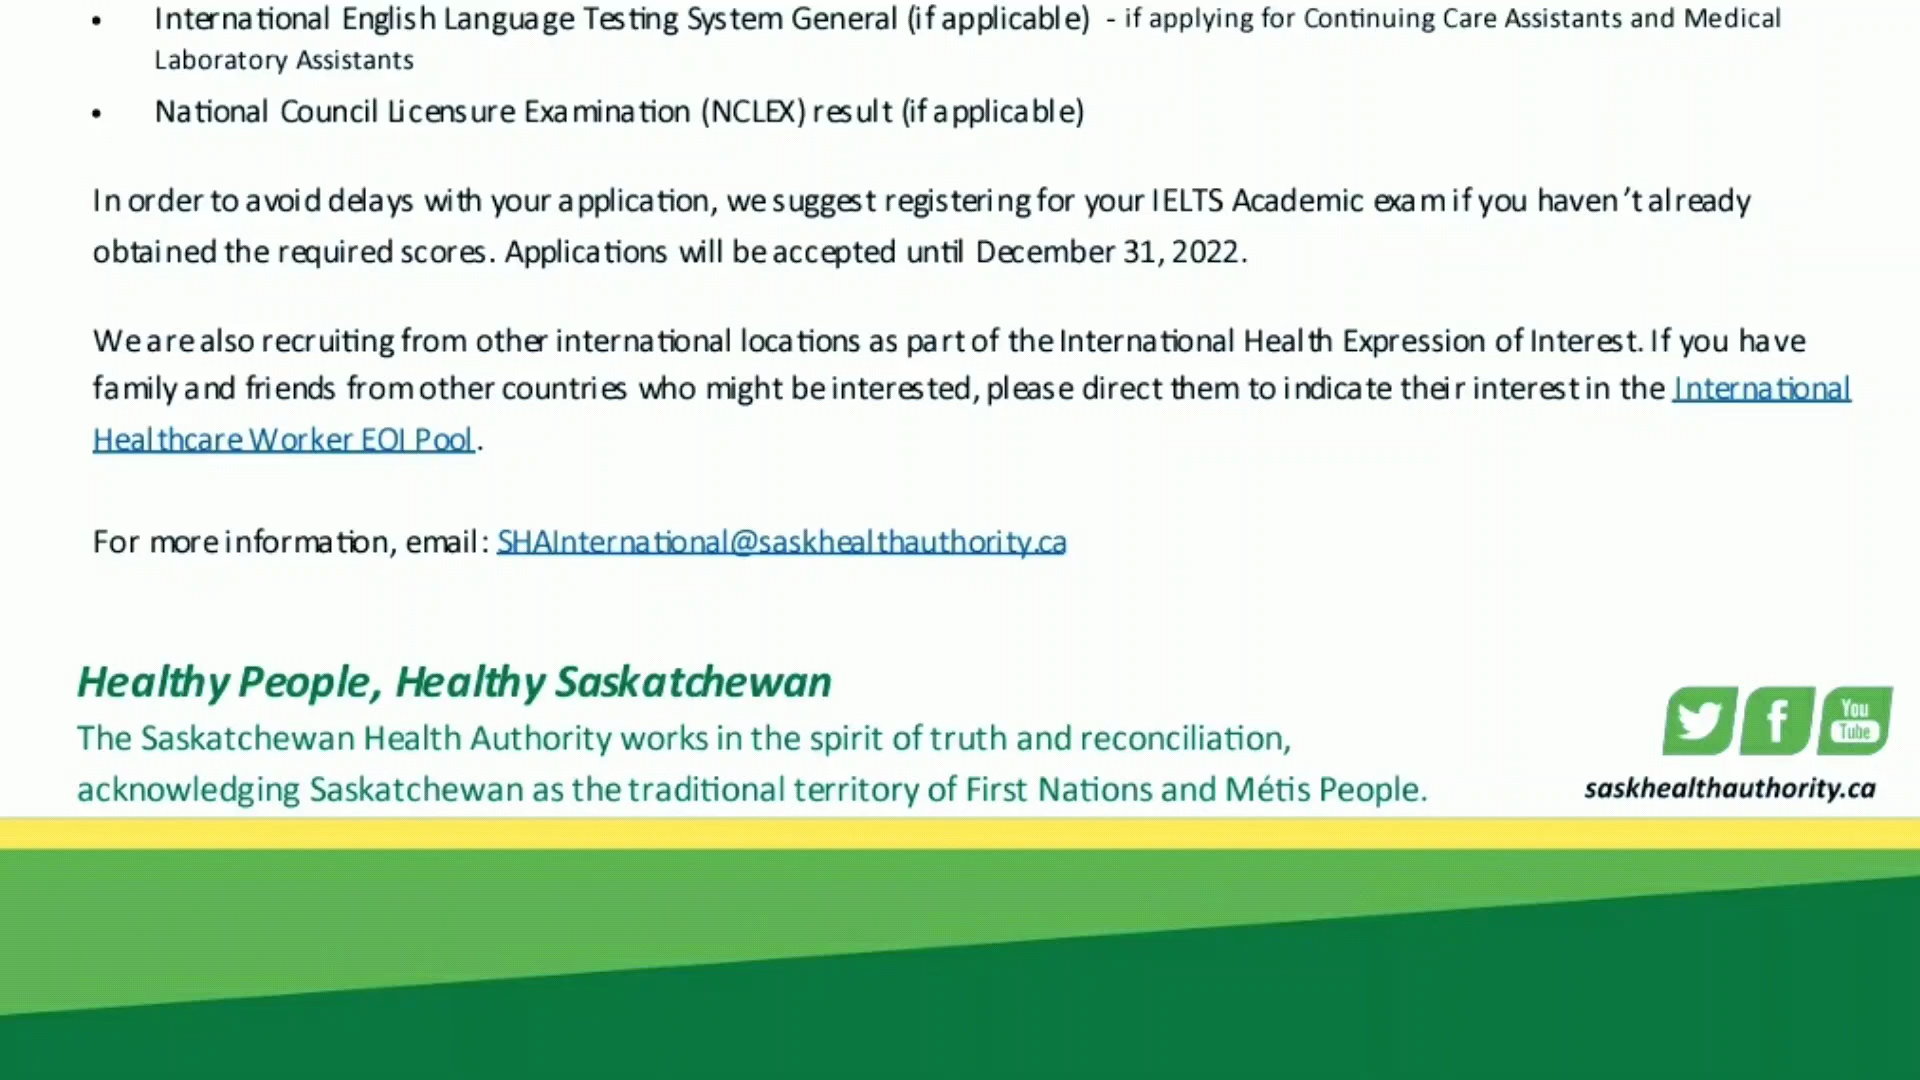 • International English Language Testing System General (if applicable) - if applying for Continuing Care Assistants and Medical
Laboratory Assistants
• National Council Licensure Examination (NCLEX) result (if applicable)
In order to avoid delays with your application, we suggest registering for your IELTS Academic exam if you haven't already
obtained the required scores. Applications will be accepted until December 31, 2022.
We are also recruiting from other international locations as part of the International Health Expression of Interest. If you have
family and friends from other countries who might be interested, please direct them to indicate their interest in the International
Healthcare Worker EOI Pool.
For more information, email: SHAInternational@saskhealthauthority.ca
Healthy People, Healthy Saskatchewan
The Saskatchewan Health Authority works in the spirit of truth and reconciliation,
acknowledging Saskatchewan as the traditional territory of First Nations and Métis People.
f
You
Tube
saskhealthauthority.ca